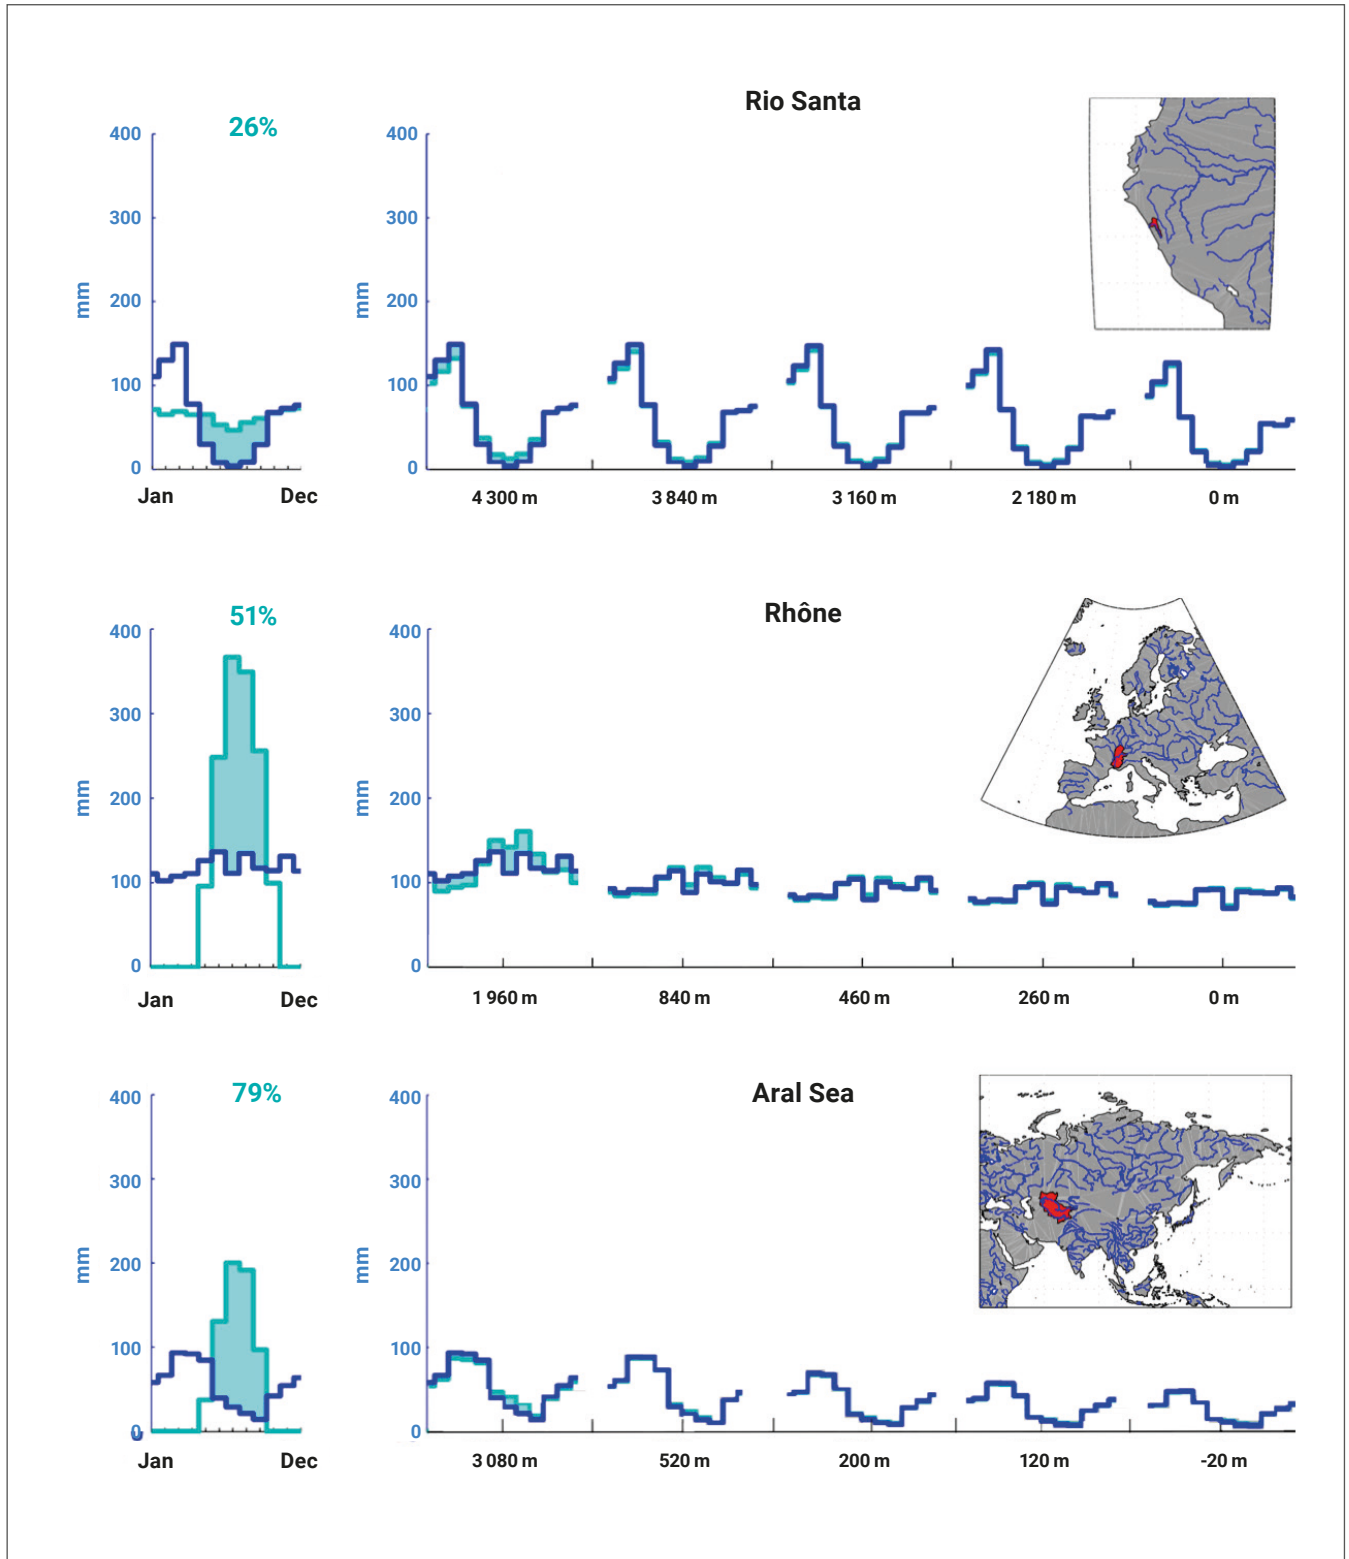 Rio Santa
26%
400
300
200
100
0
mm
Jan
Dec
400
300
200
100
0
mm
4 300 m
3 840 m
3 160 m
2 180 m
0 m
Rhône
51%
400
300
200
100
0
mm
Jan
Dec
400
300
200
100
0
mm
1 960 m
840 m
460 m
260 m
0 m
Aral Sea
79%
400
300
200
100
0
mm
Jan
Dec
400
300
200
100
0
mm
3 080 m
520 m
200 m
120 m
-20 m